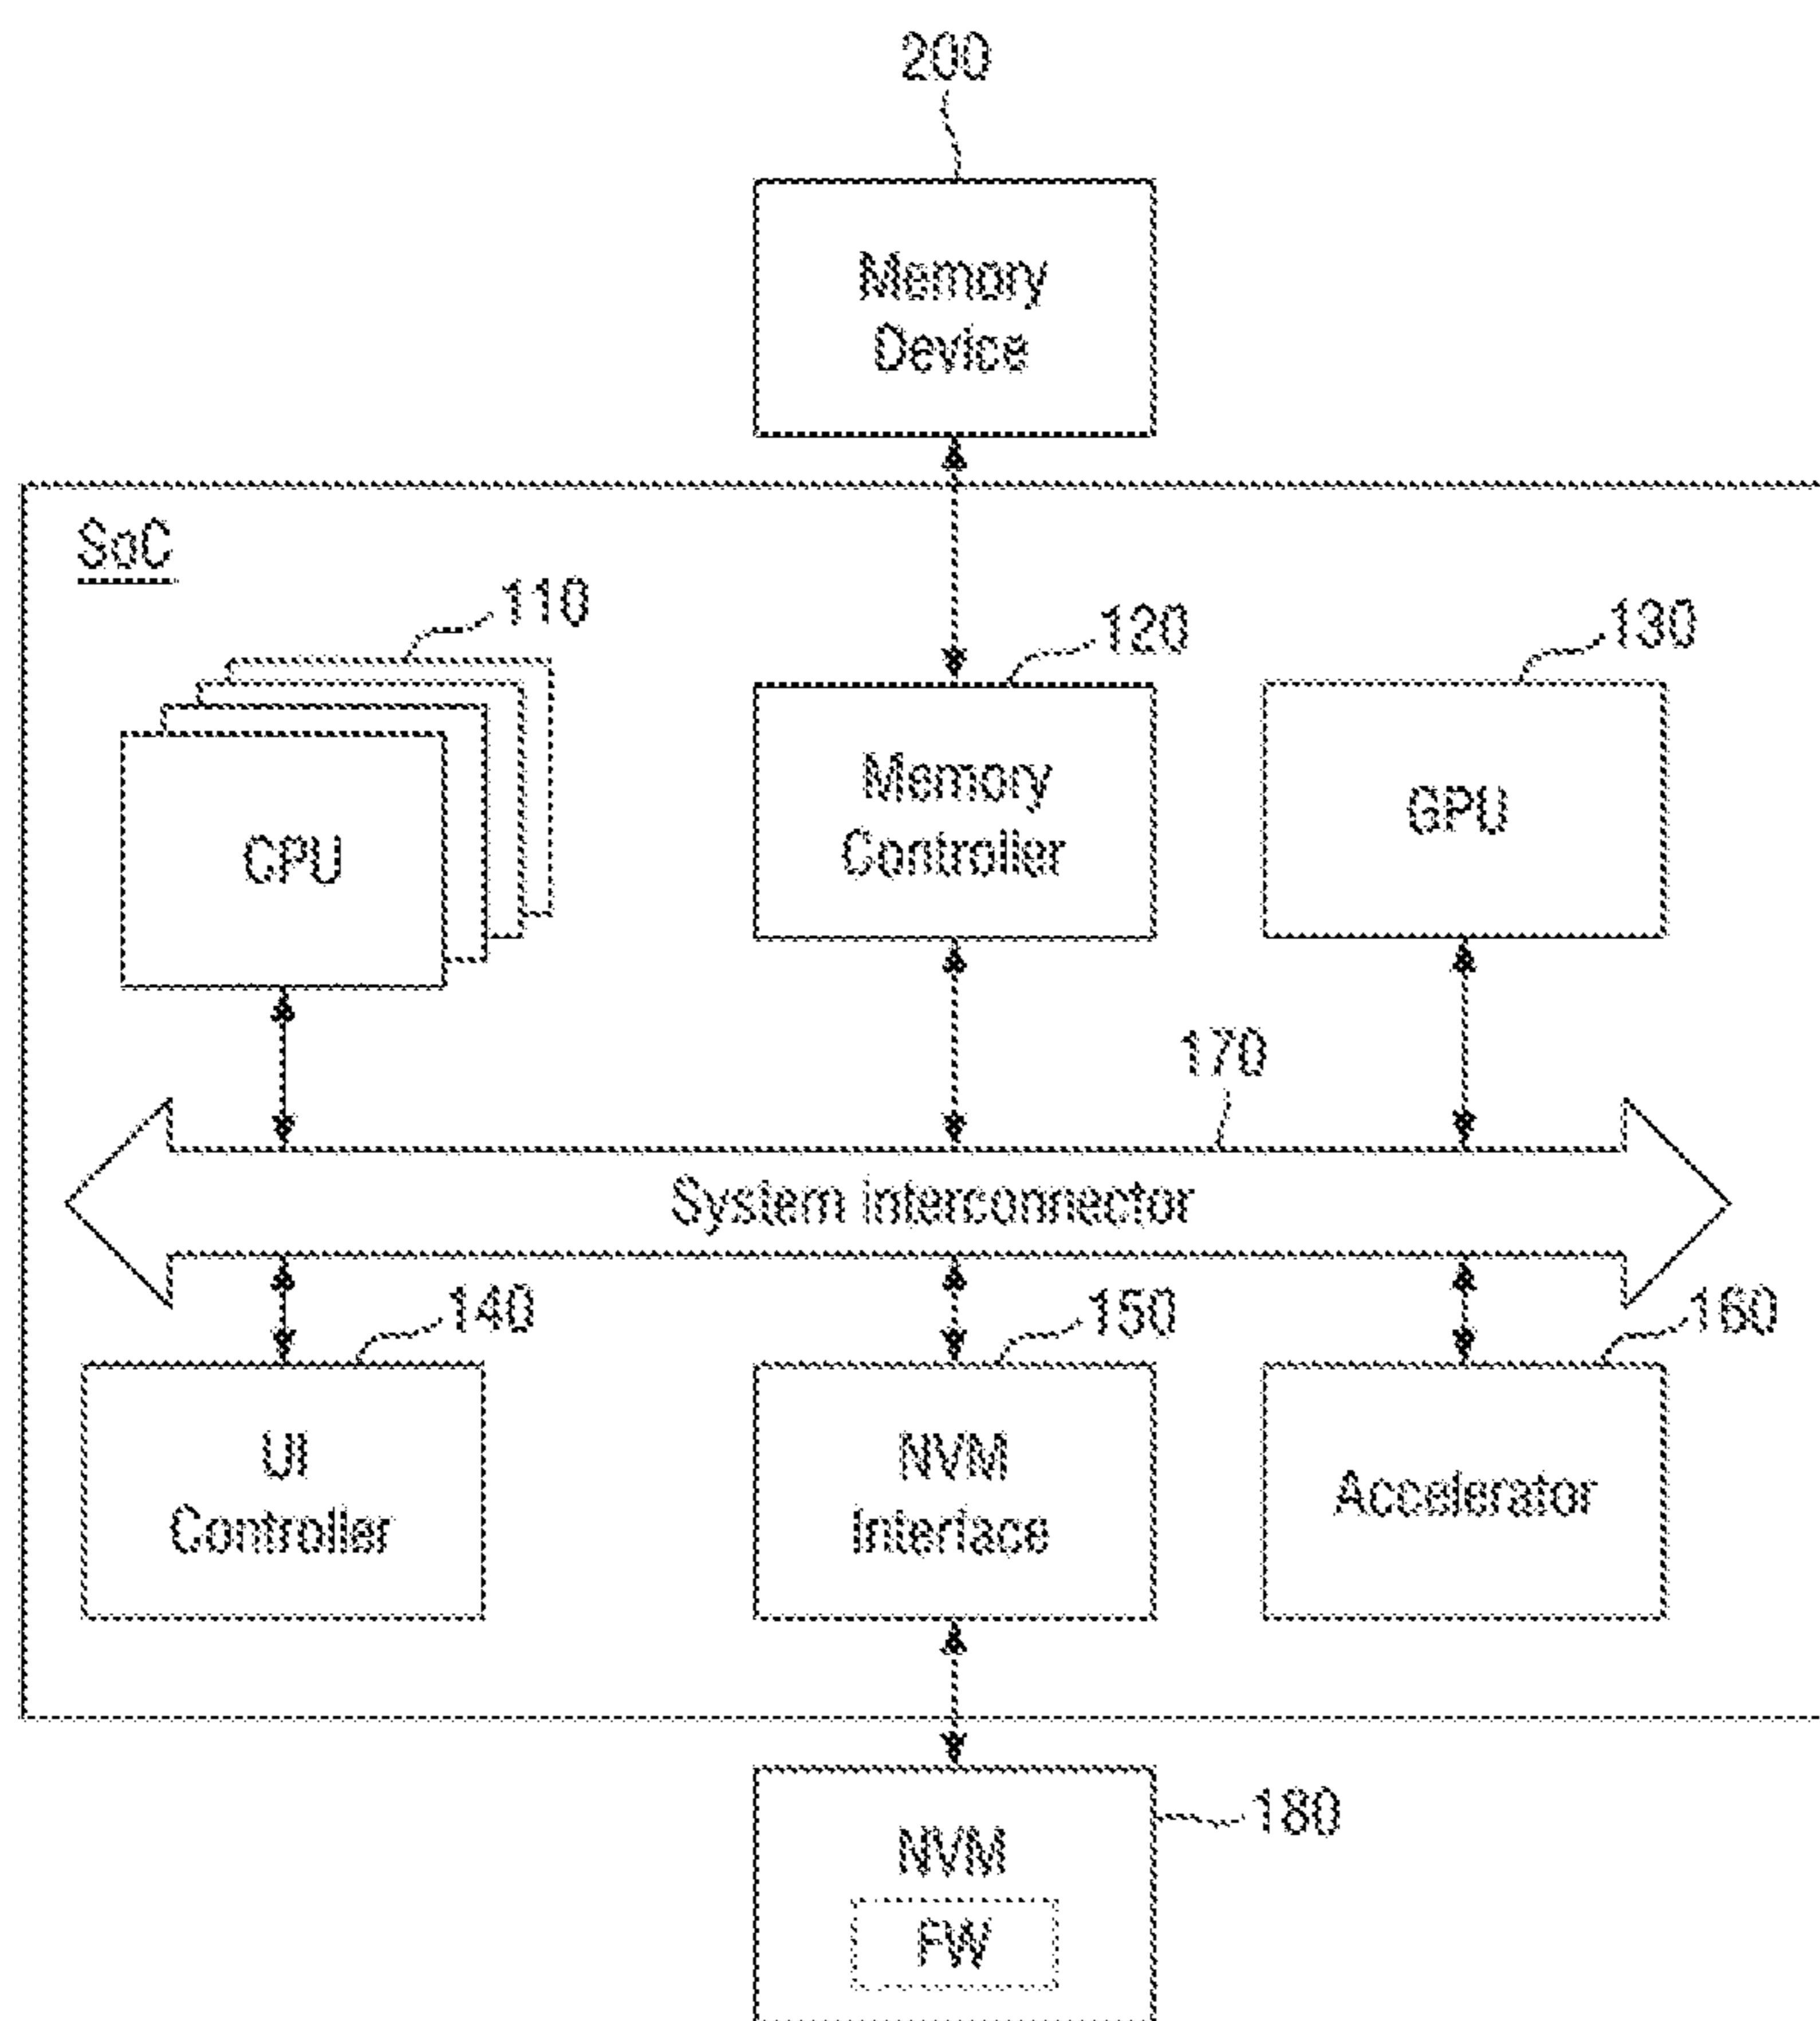 200
Memory
Device
SoC
110
120
130
CPU
Memory
Controller
GPU
170
System interconnector
140
150
160
UI
Controller
NVM
Interface
Accelerator
180
NVM
FW